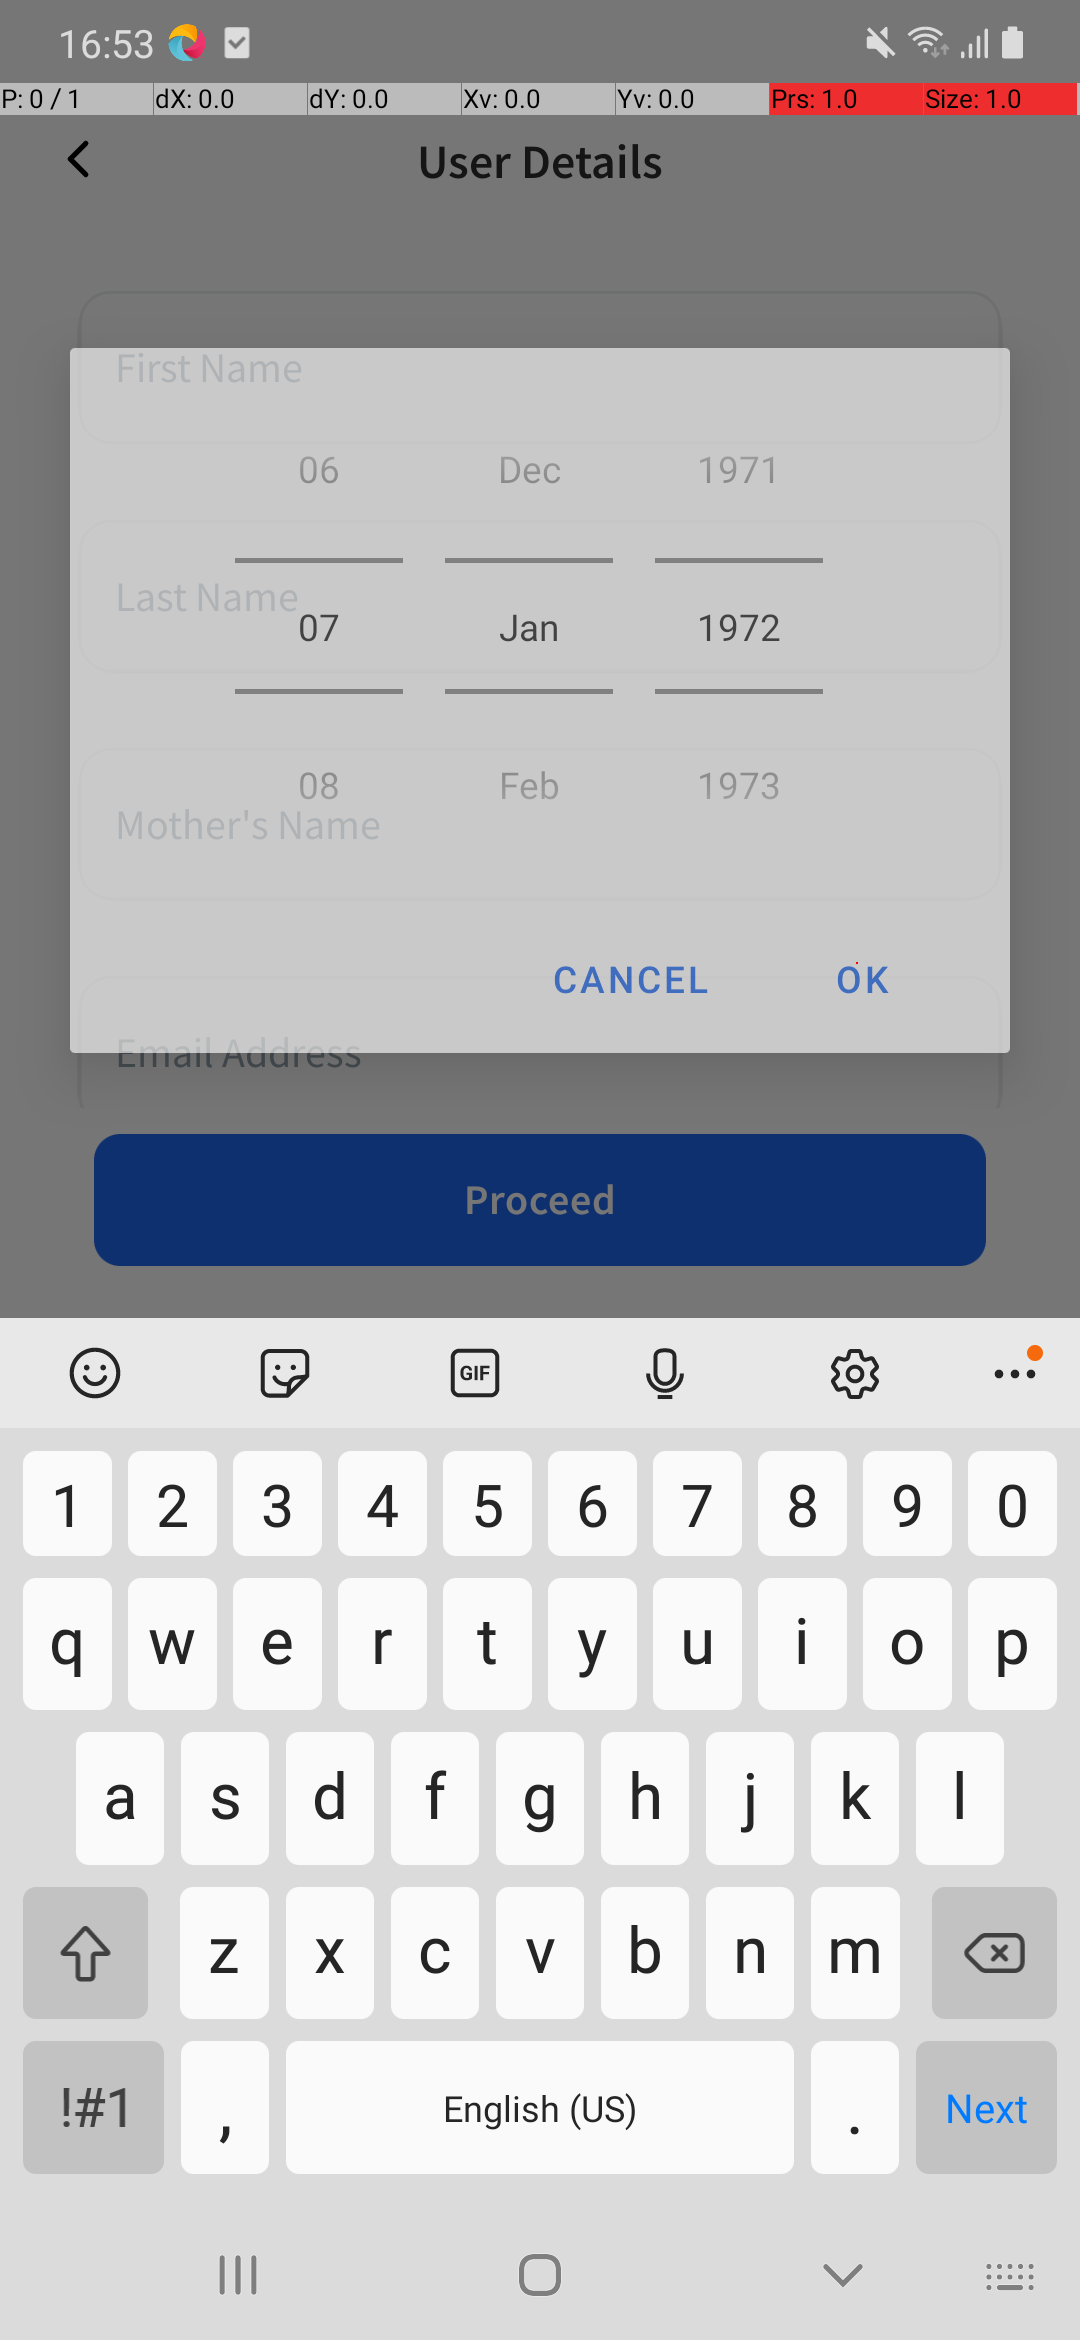 16:53
P: 0 / 1 dX: 0.0 dY: 0.0 Xv: 0.0 Yv: 0.0 Prs: 1.0 Size: 1.0
User Details
First Name
06 Dec 1971
Last Name
07 Jan 1972
08 Feb 1973
Mother's Name
CANCEL OK
Email Address
Proceed
GIF
1 2 3 4 5 6 7 8 9 0
q w e r t y u i o p
a s d f g h j k l
z x c v b n m
!#1 , English (US) . Next